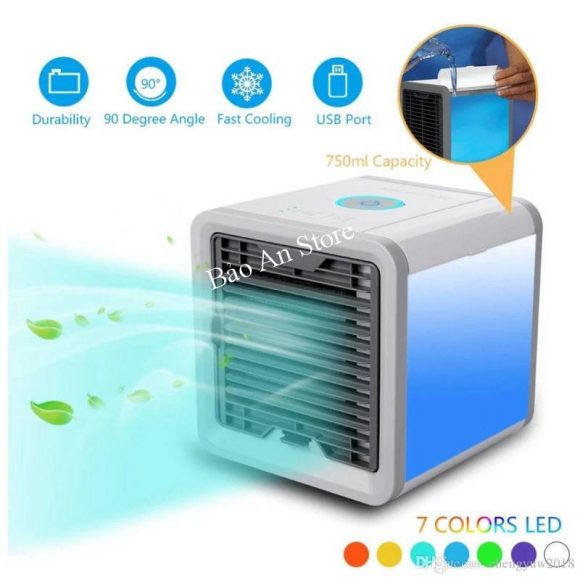 Durability
90°
90 Degree Angle
Fast Cooling
USB Port
750ml Capacity
Bảo An Store
7 COLORS LED